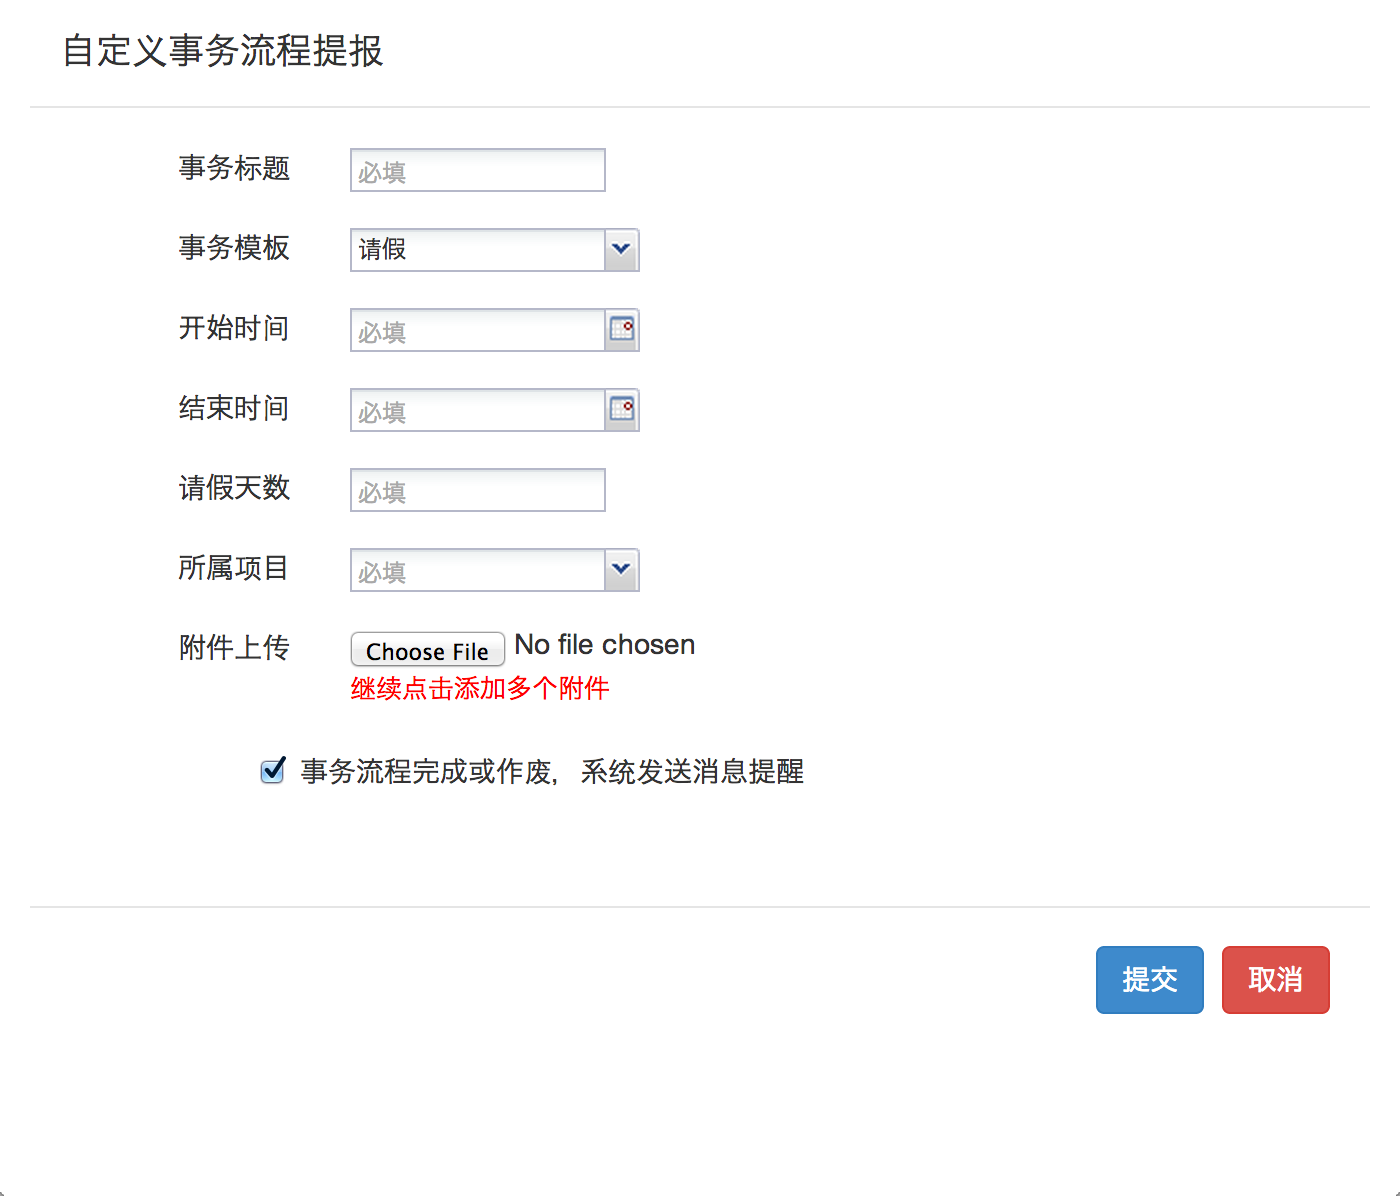 自定义事务流程提报
事务标题 必填
事务模板 请假
开始时间 必填
结束时间 必填
请假天数 必填
所属项目 必填
附件上传 Choose File No file chosen
继续点击添加多个附件
事务流程完成或作废，系统发送消息提醒
提交 取消